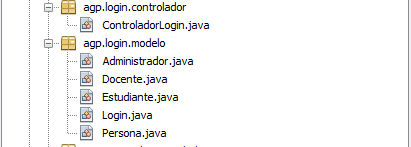 agp.login.controlador
ControladorLogin.java
agp.login.modelo
Administrador.java
Docente.java
Estudiante.java
Login.java
Persona.java